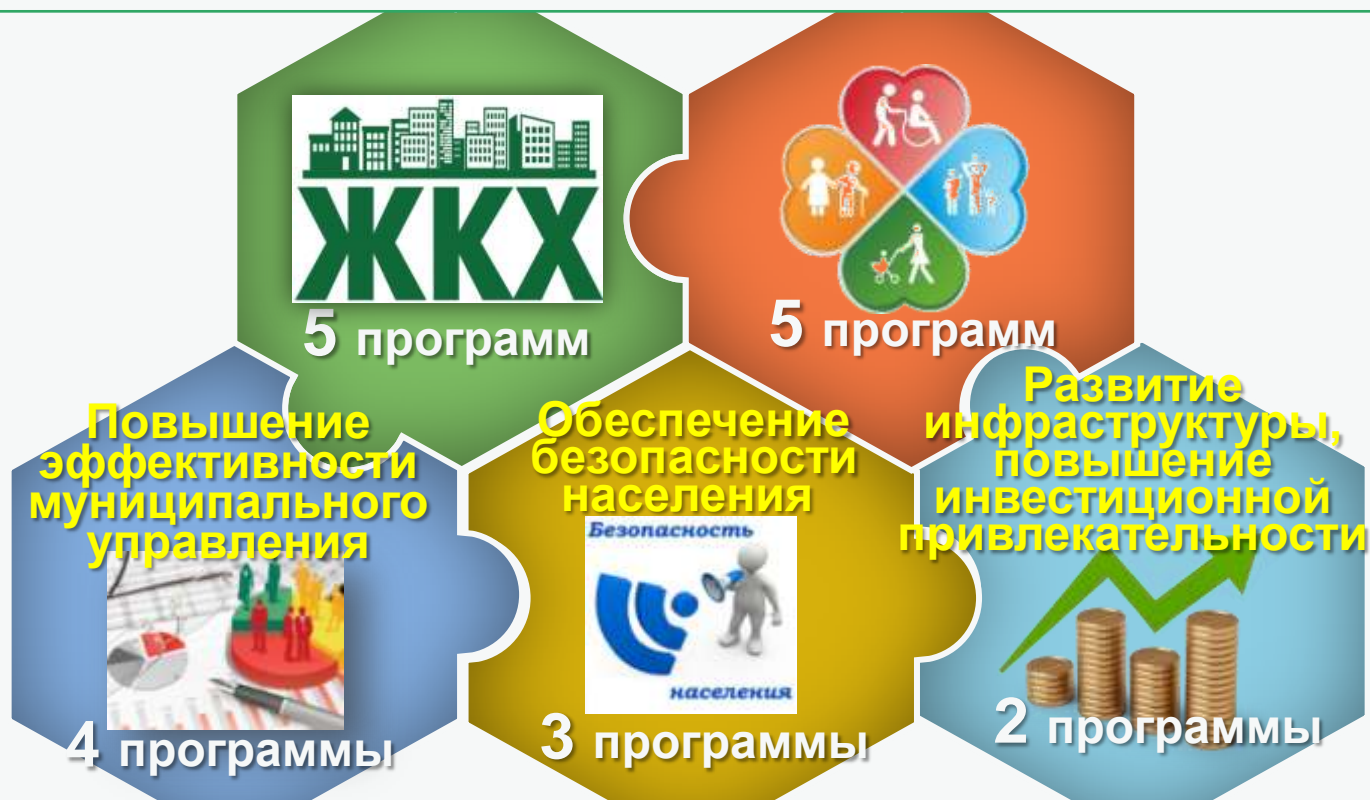 ЖКХ
5 программ
5 программ
Повышение
эффективности
муниципального
управления
4 программы
Обеспечение
безопасности
населения
Безопасность
населения
3 программы
Развитие
инфраструктуры,
повышение
инвестиционной
привлекательности
2 программы